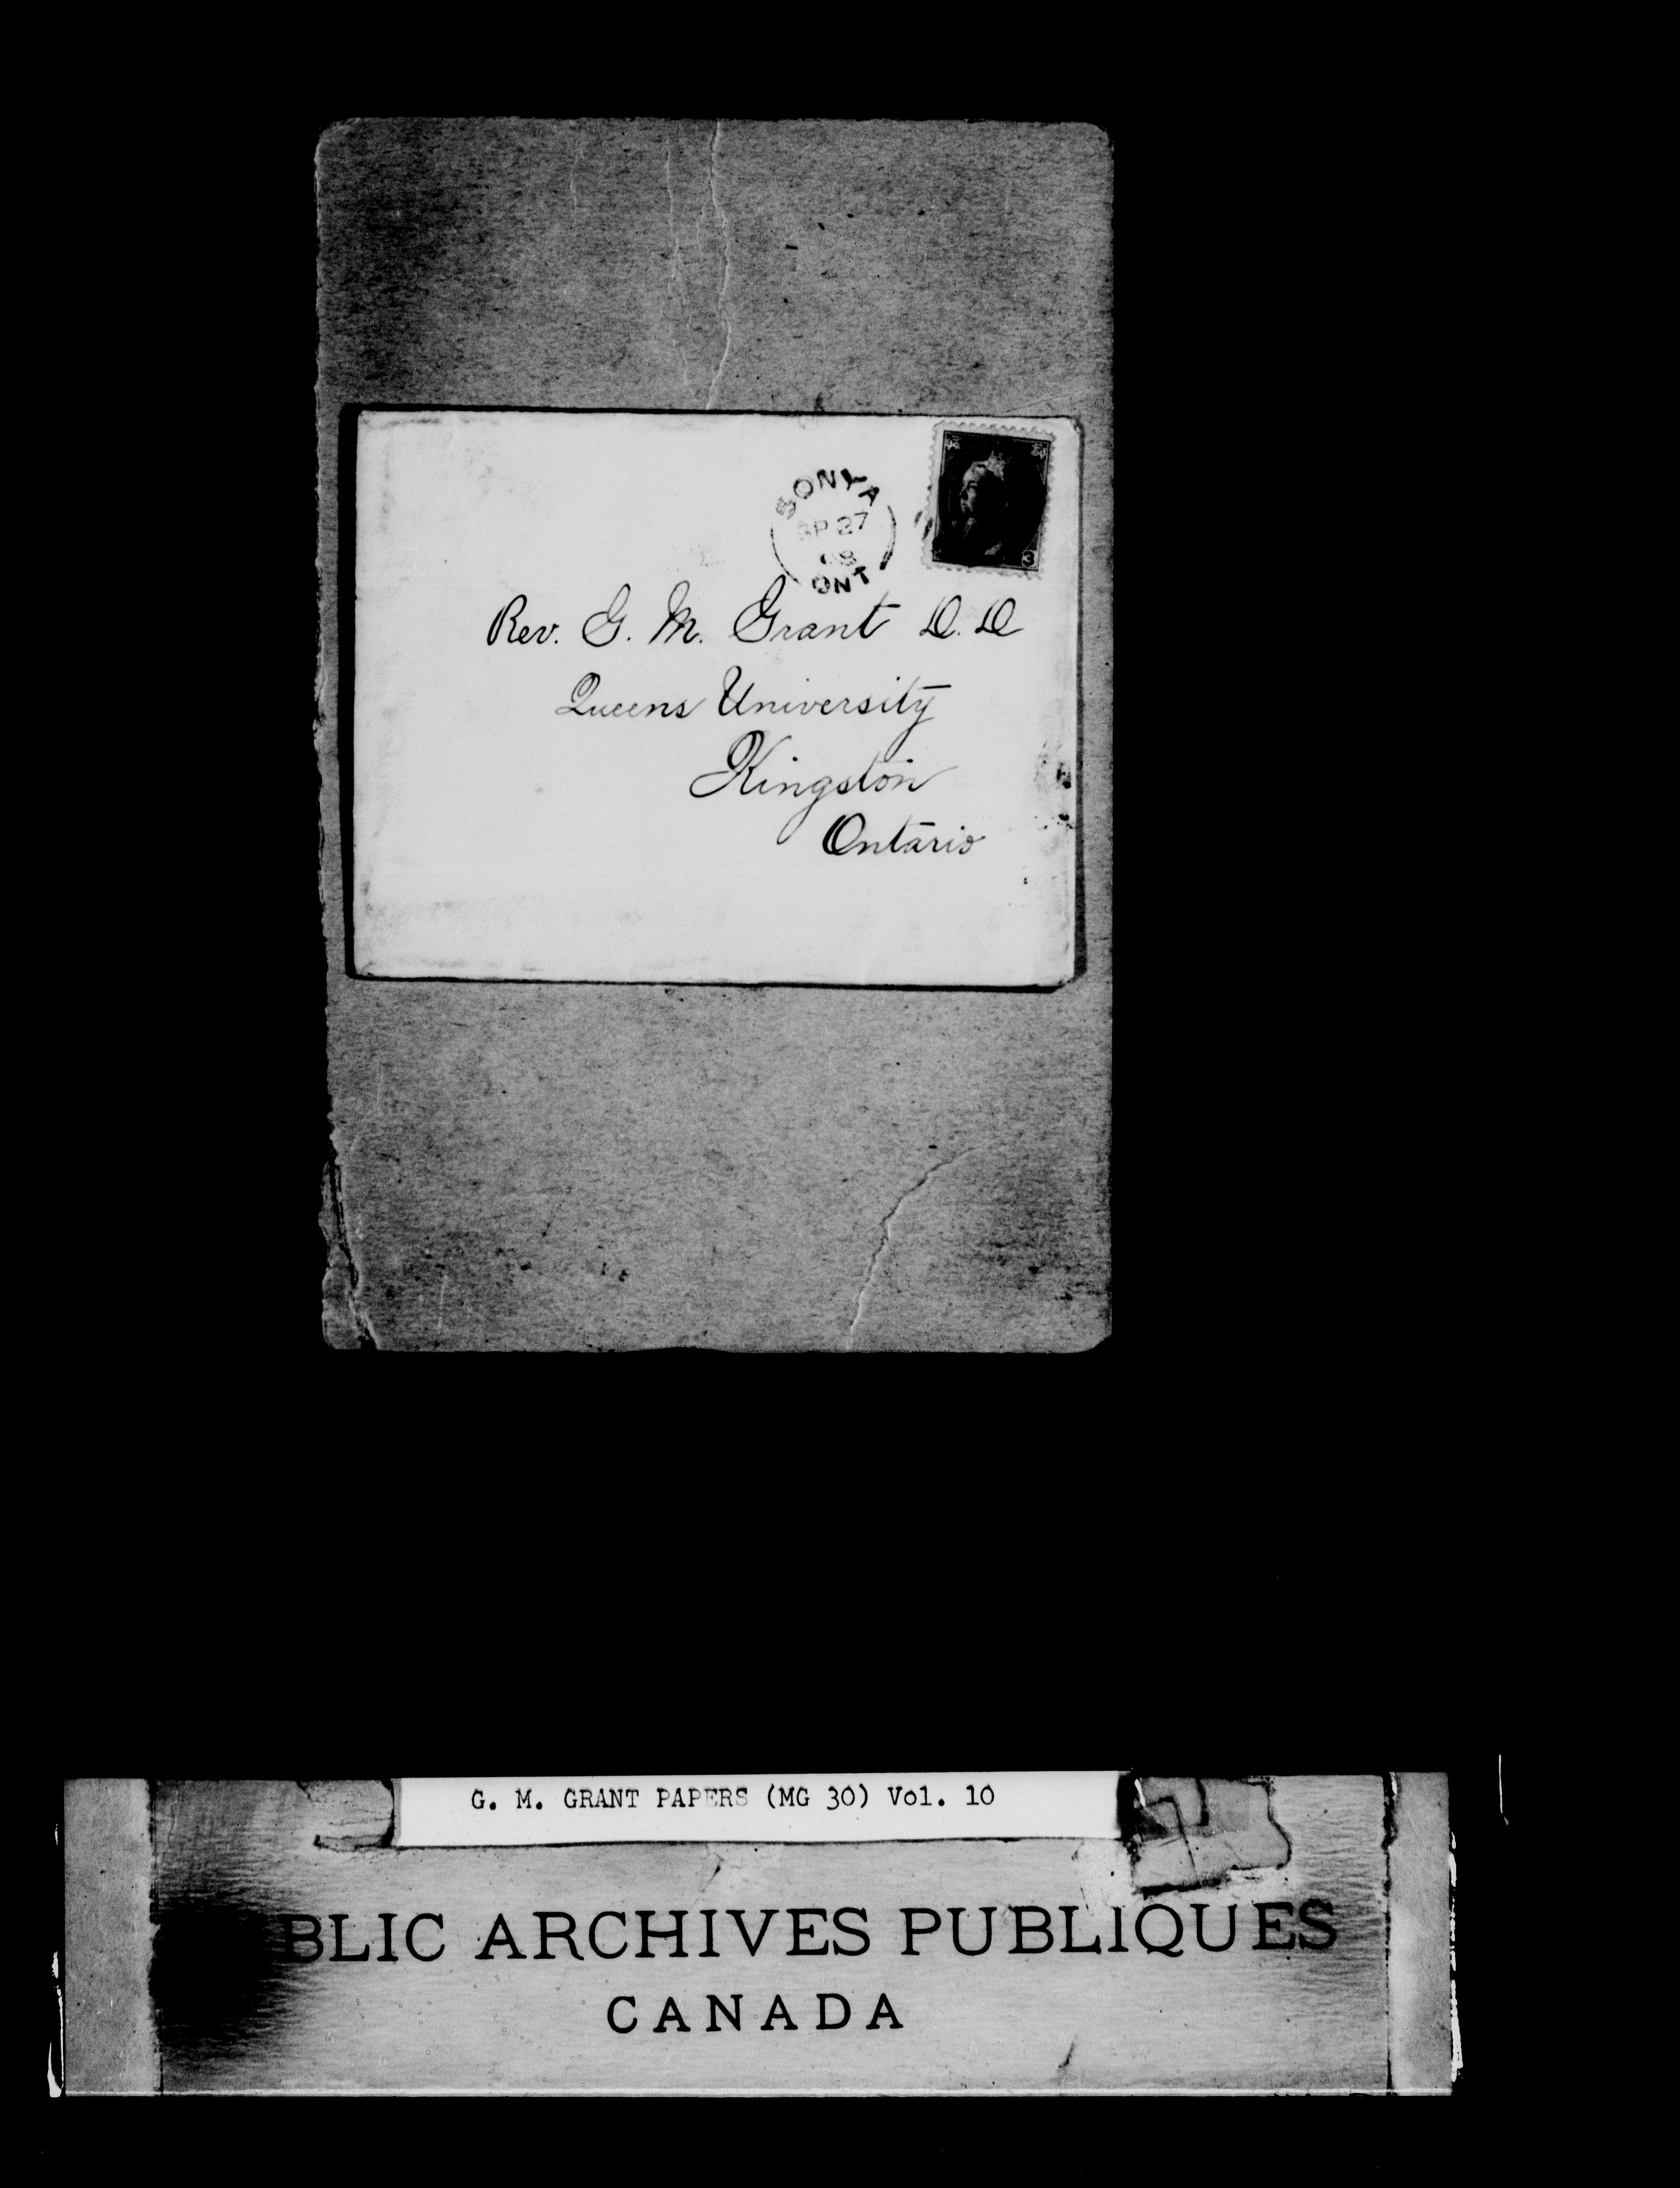 SONYA
SP 27
98
ONT
3
Rev. G. M. Grant D. D
Queens University
Kingston
Ontario
G. M. GRANT PAPERS (MG 30) Vol. 10
BLIC ARCHIVES PUBLIQUES
CANADA